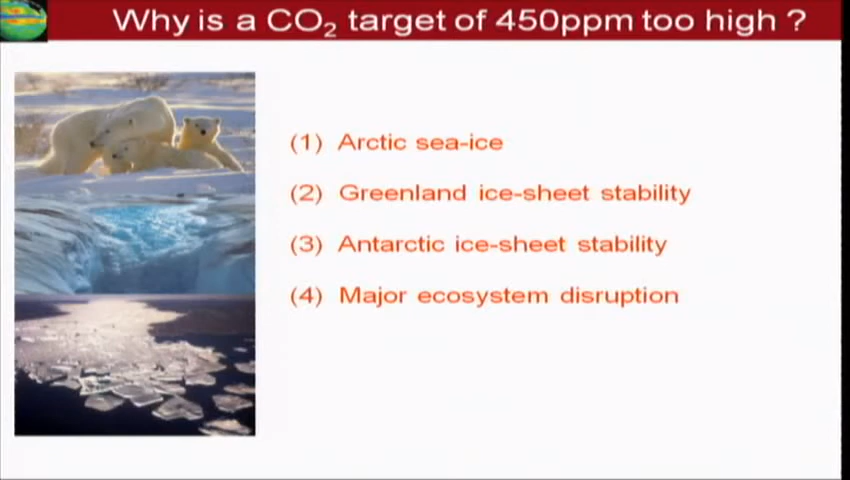 Why is a CO₂ target of 450ppm too high ?
(1) Arctic sea-ice
(2) Greenland ice-sheet stability
(3) Antarctic ice-sheet stability
(4) Major ecosystem disruption